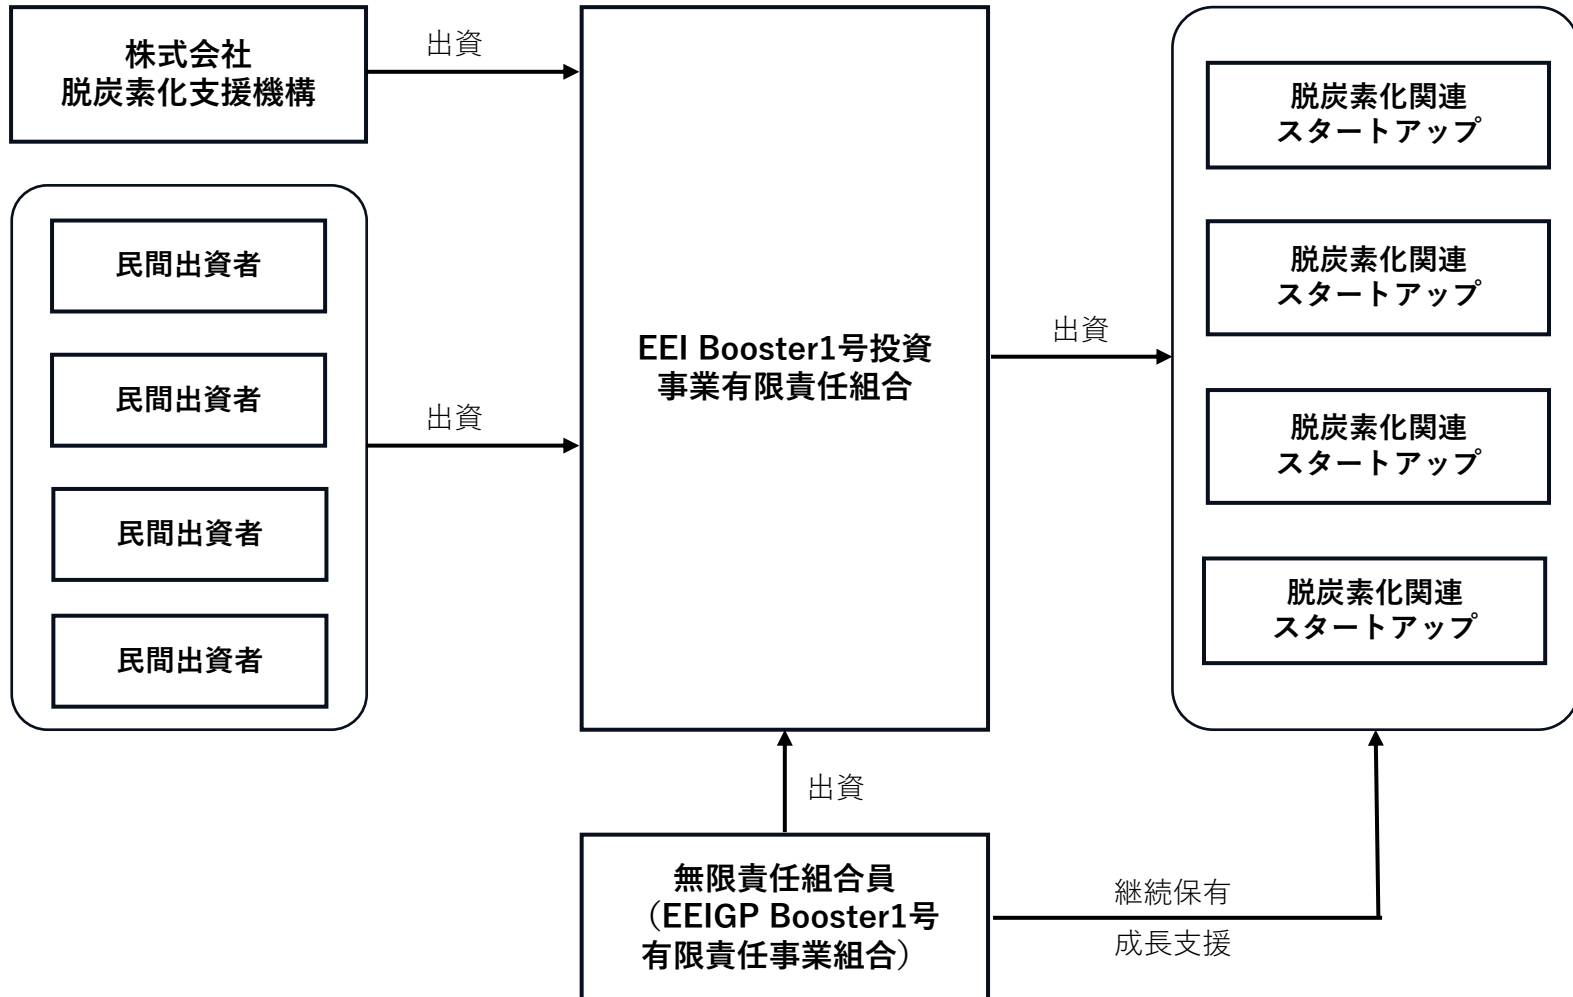 株式会社
脱炭素化支援機構
出資
民間出資者
民間出資者
民間出資者
民間出資者
出資
EEI Booster1号投資
事業有限責任組合
出資
脱炭素化関連
スタートアップ
脱炭素化関連
スタートアップ
脱炭素化関連
スタートアップ
脱炭素化関連
スタートアップ
出資
無限責任組合員
（EEIGP Booster1号
有限責任事業組合）
継続保有
成長支援